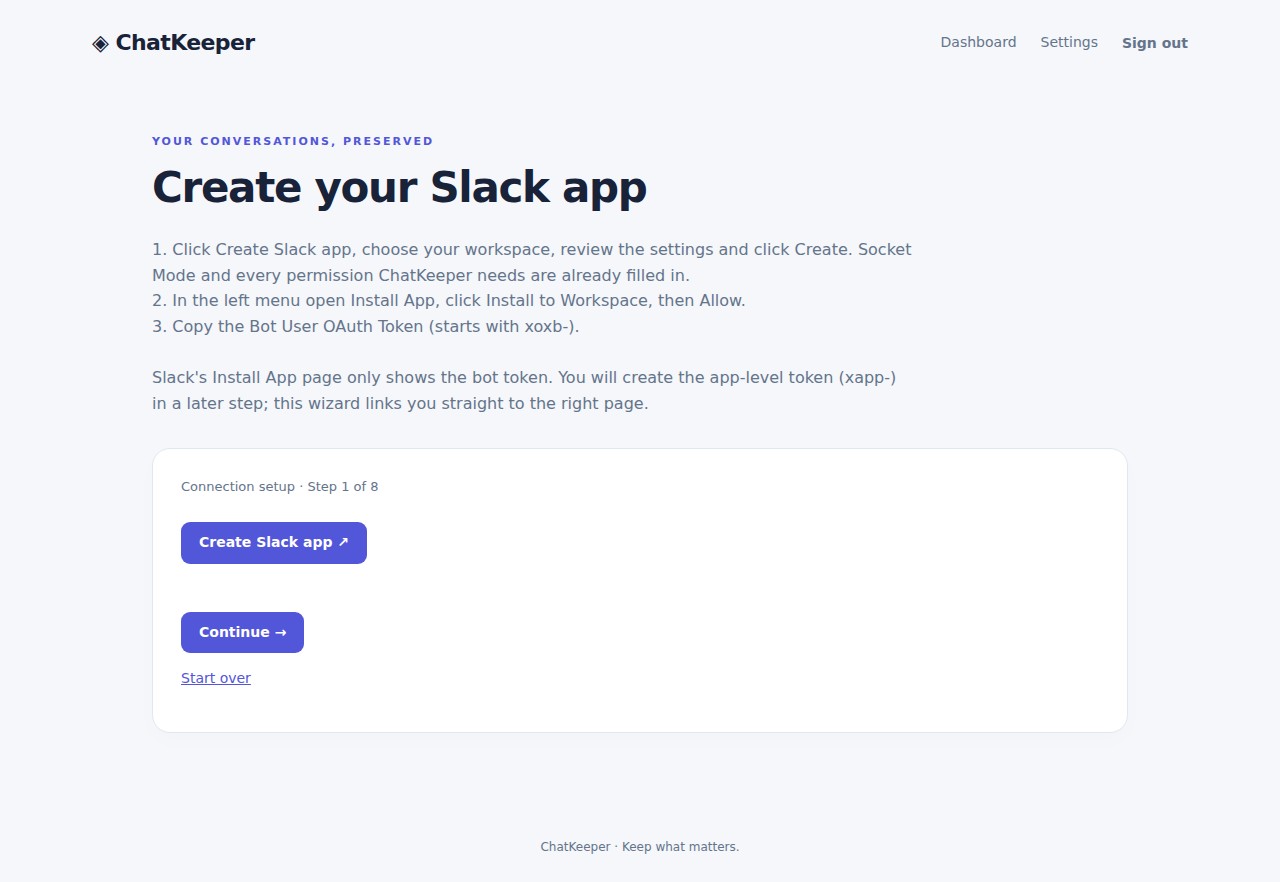 ◈ ChatKeeper
Dashboard Settings Sign out
YOUR CONVERSATIONS, PRESERVED
Create your Slack app
1. Click Create Slack app, choose your workspace, review the settings and click Create. Socket
Mode and every permission ChatKeeper needs are already filled in.
2. In the left menu open Install App, click Install to Workspace, then Allow.
3. Copy the Bot User OAuth Token (starts with xoxb-).
Slack's Install App page only shows the bot token. You will create the app-level token (xapp-)
in a later step; this wizard links you straight to the right page.
Connection setup · Step 1 of 8
Create Slack app ↗
Continue →
Start over
ChatKeeper · Keep what matters.